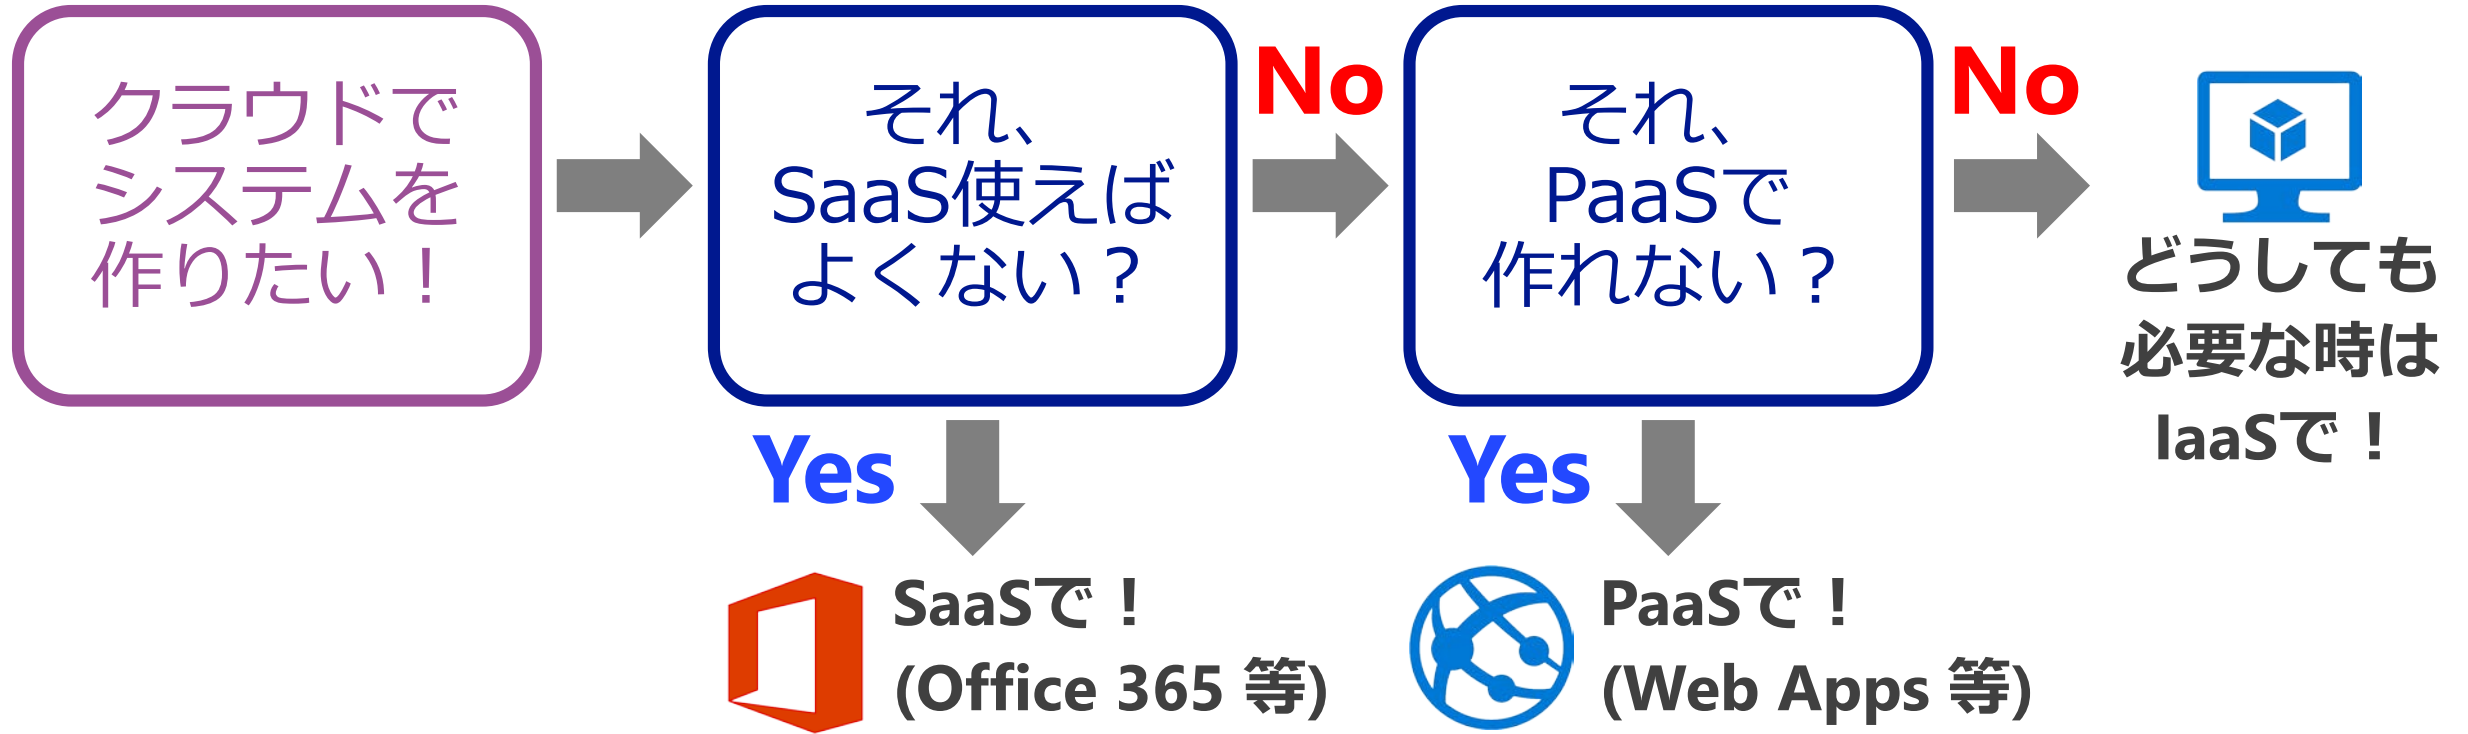 クラウドで
システムを
作りたい！
それ、
SaaS使えば
よくない？
No
それ、
PaaSで
作れない？
No
どうしても
必要な時は
IaaSで！
Yes
SaaSで！
(Office 365 等)
Yes
PaaSで！
(Web Apps 等)